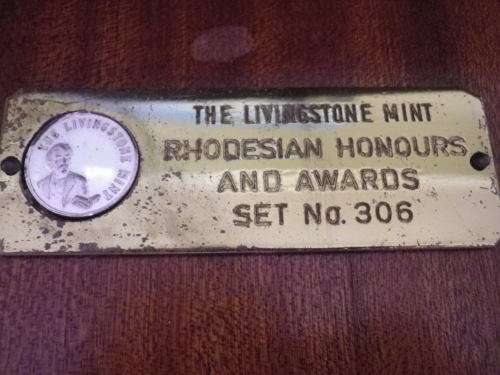 THE LIVINGSTONE MINT
THE LIVINGSTONE MINT
RHODESIAN HONOURS
AND AWARDS
SET No. 306